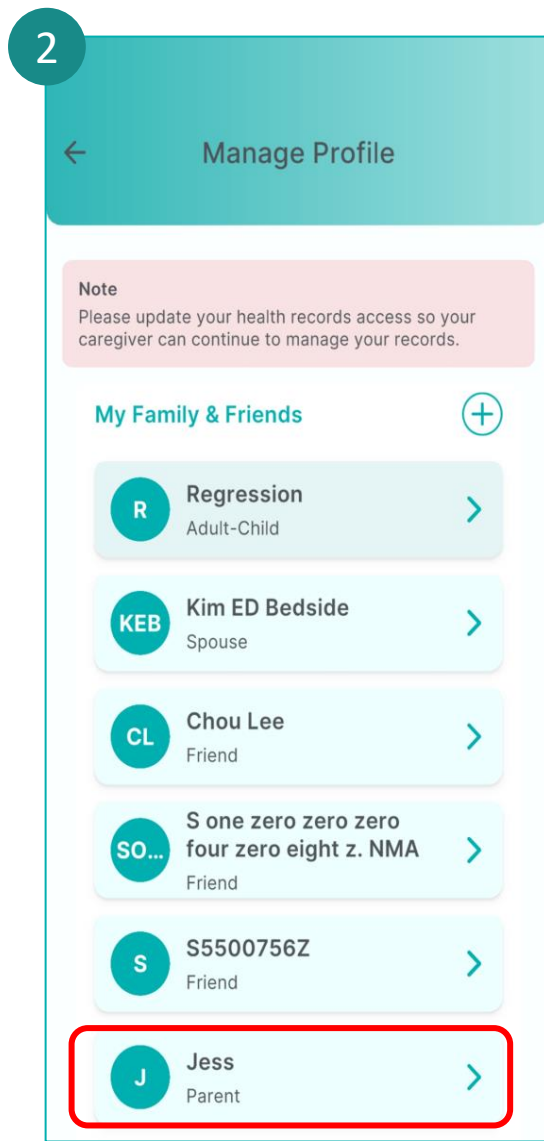 2
Manage Profile
Note
Please update your health records access so your
caregiver can continue to manage your records.
My Family & Friends
R
Regression
Adult-Child
KEB
Kim ED Bedside
Spouse
CL
Chou Lee
Friend
SO...
S one zero zero zero
four zero eight z. NMA
Friend
S
S5500756Z
Friend
J
Jess
Parent